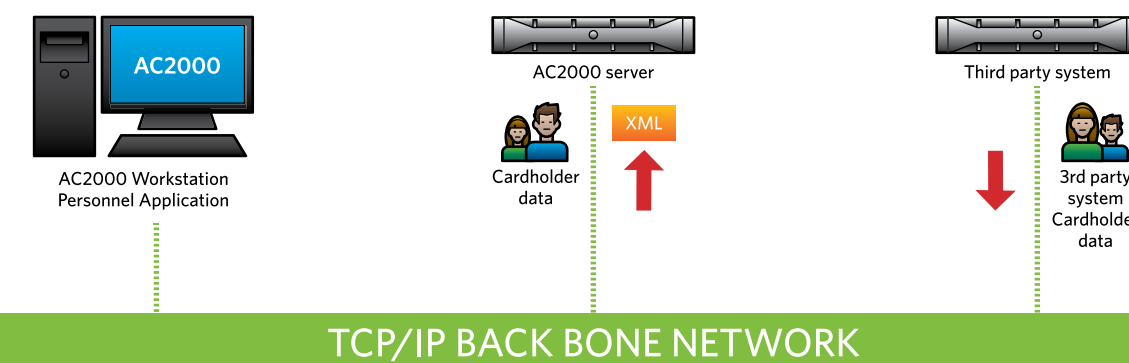 AC2000
AC2000 Workstation
Personnel Application
AC2000 server
Cardholder
data
XML
Third party system
3rd party
system
Cardholde
data
TCP/IP BACK BONE NETWORK